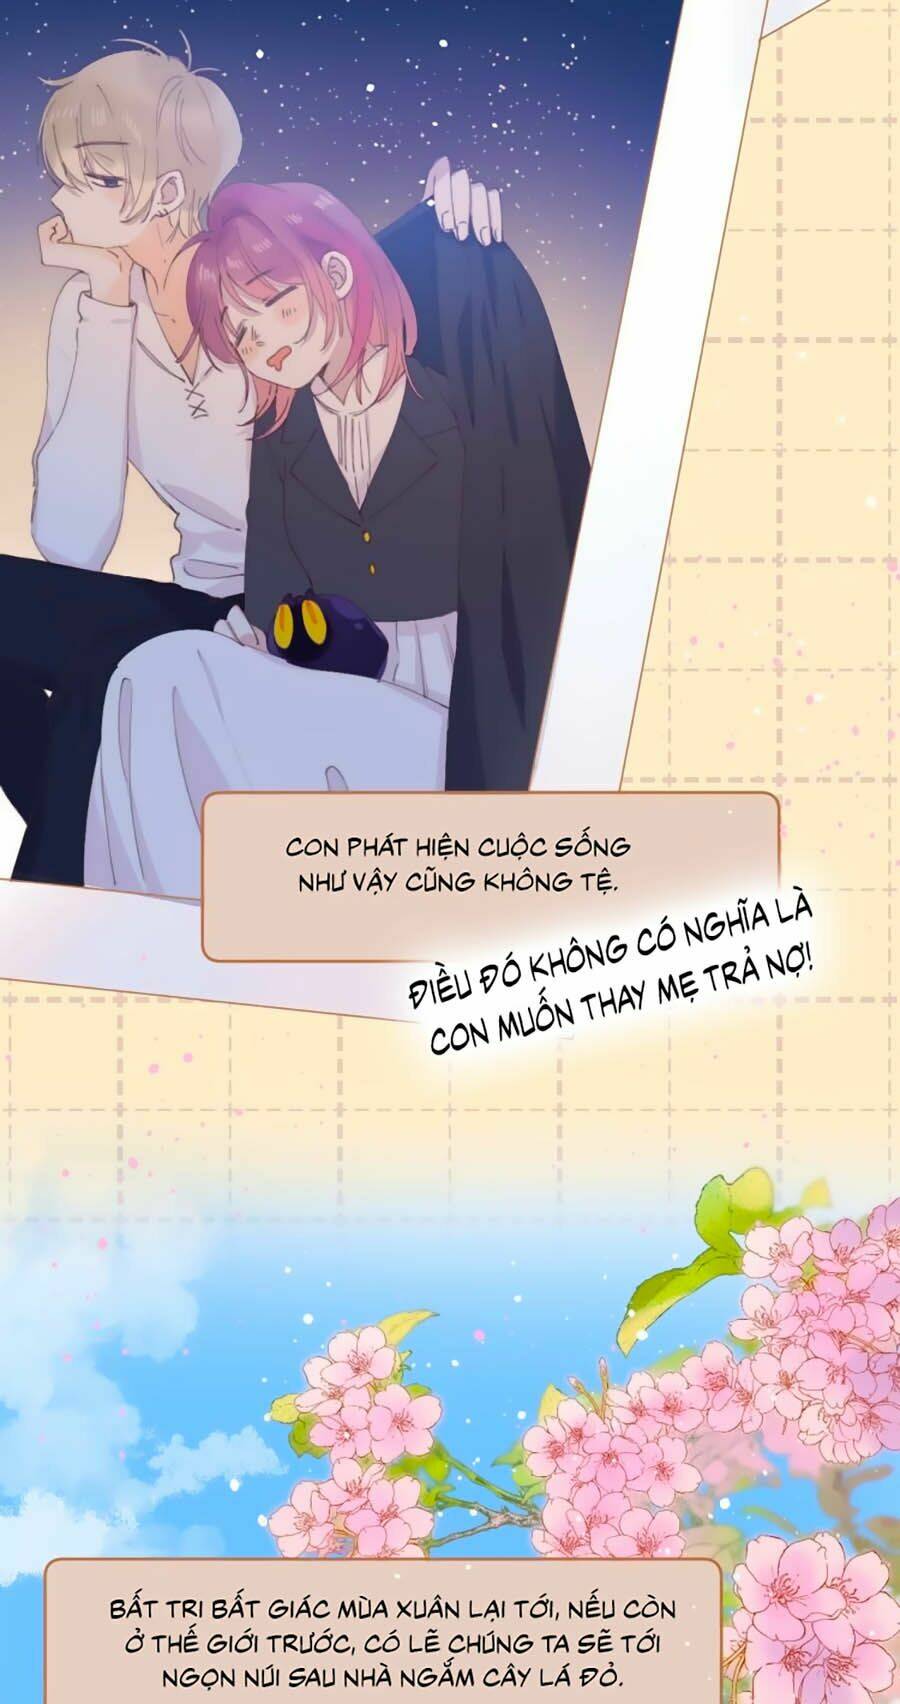 CON PHÁT HIỆN CUỘC SỐNG
NHƯ VẬY CŨNG KHÔNG TỆ.
ĐIỀU ĐÓ KHÔNG CÓ NGHĨA LÀ
CON MUỐN THAY MẸ TRẢ NỢ!
BẤT TRI BẤT GIÁC MÙA XUÂN LẠI TỚI, NẾU CÒN
Ở THẾ GIỚI TRƯỚC, CÓ LẼ CHÚNG TA SẼ TỚI
NGỌN NÚI SAU NHÀ NGẮM CÂY LÁ ĐỎ.